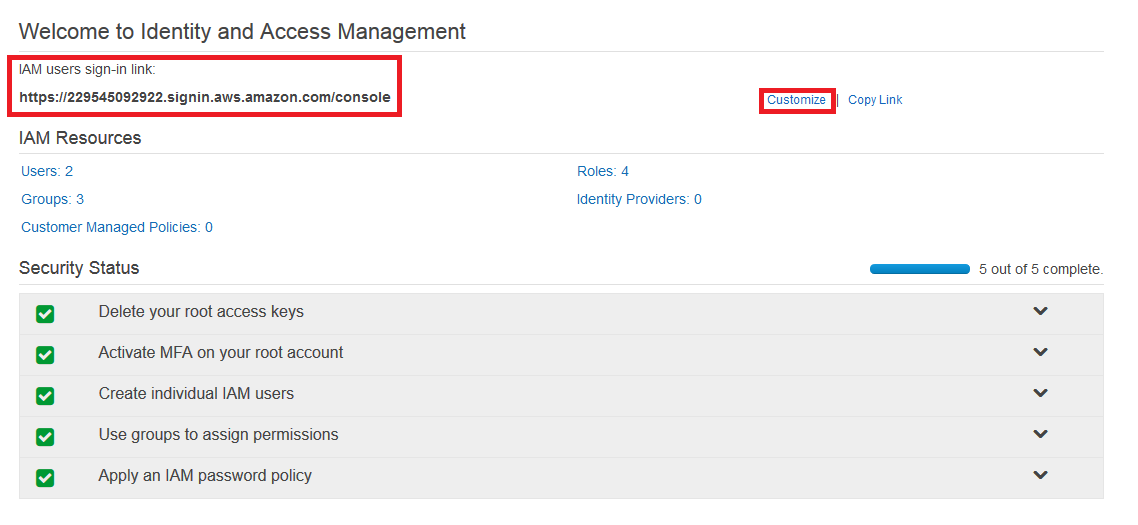 Welcome to Identity and Access Management
IAM users sign-in link:
https://229545092922.signin.aws.amazon.com/console
Customize | Copy Link
IAM Resources
Users: 2
Roles: 4
Groups: 3
Identity Providers: 0
Customer Managed Policies: 0
Security Status
5 out of 5 complete.
Delete your root access keys
Activate MFA on your root account
Create individual IAM users
Use groups to assign permissions
Apply an IAM password policy